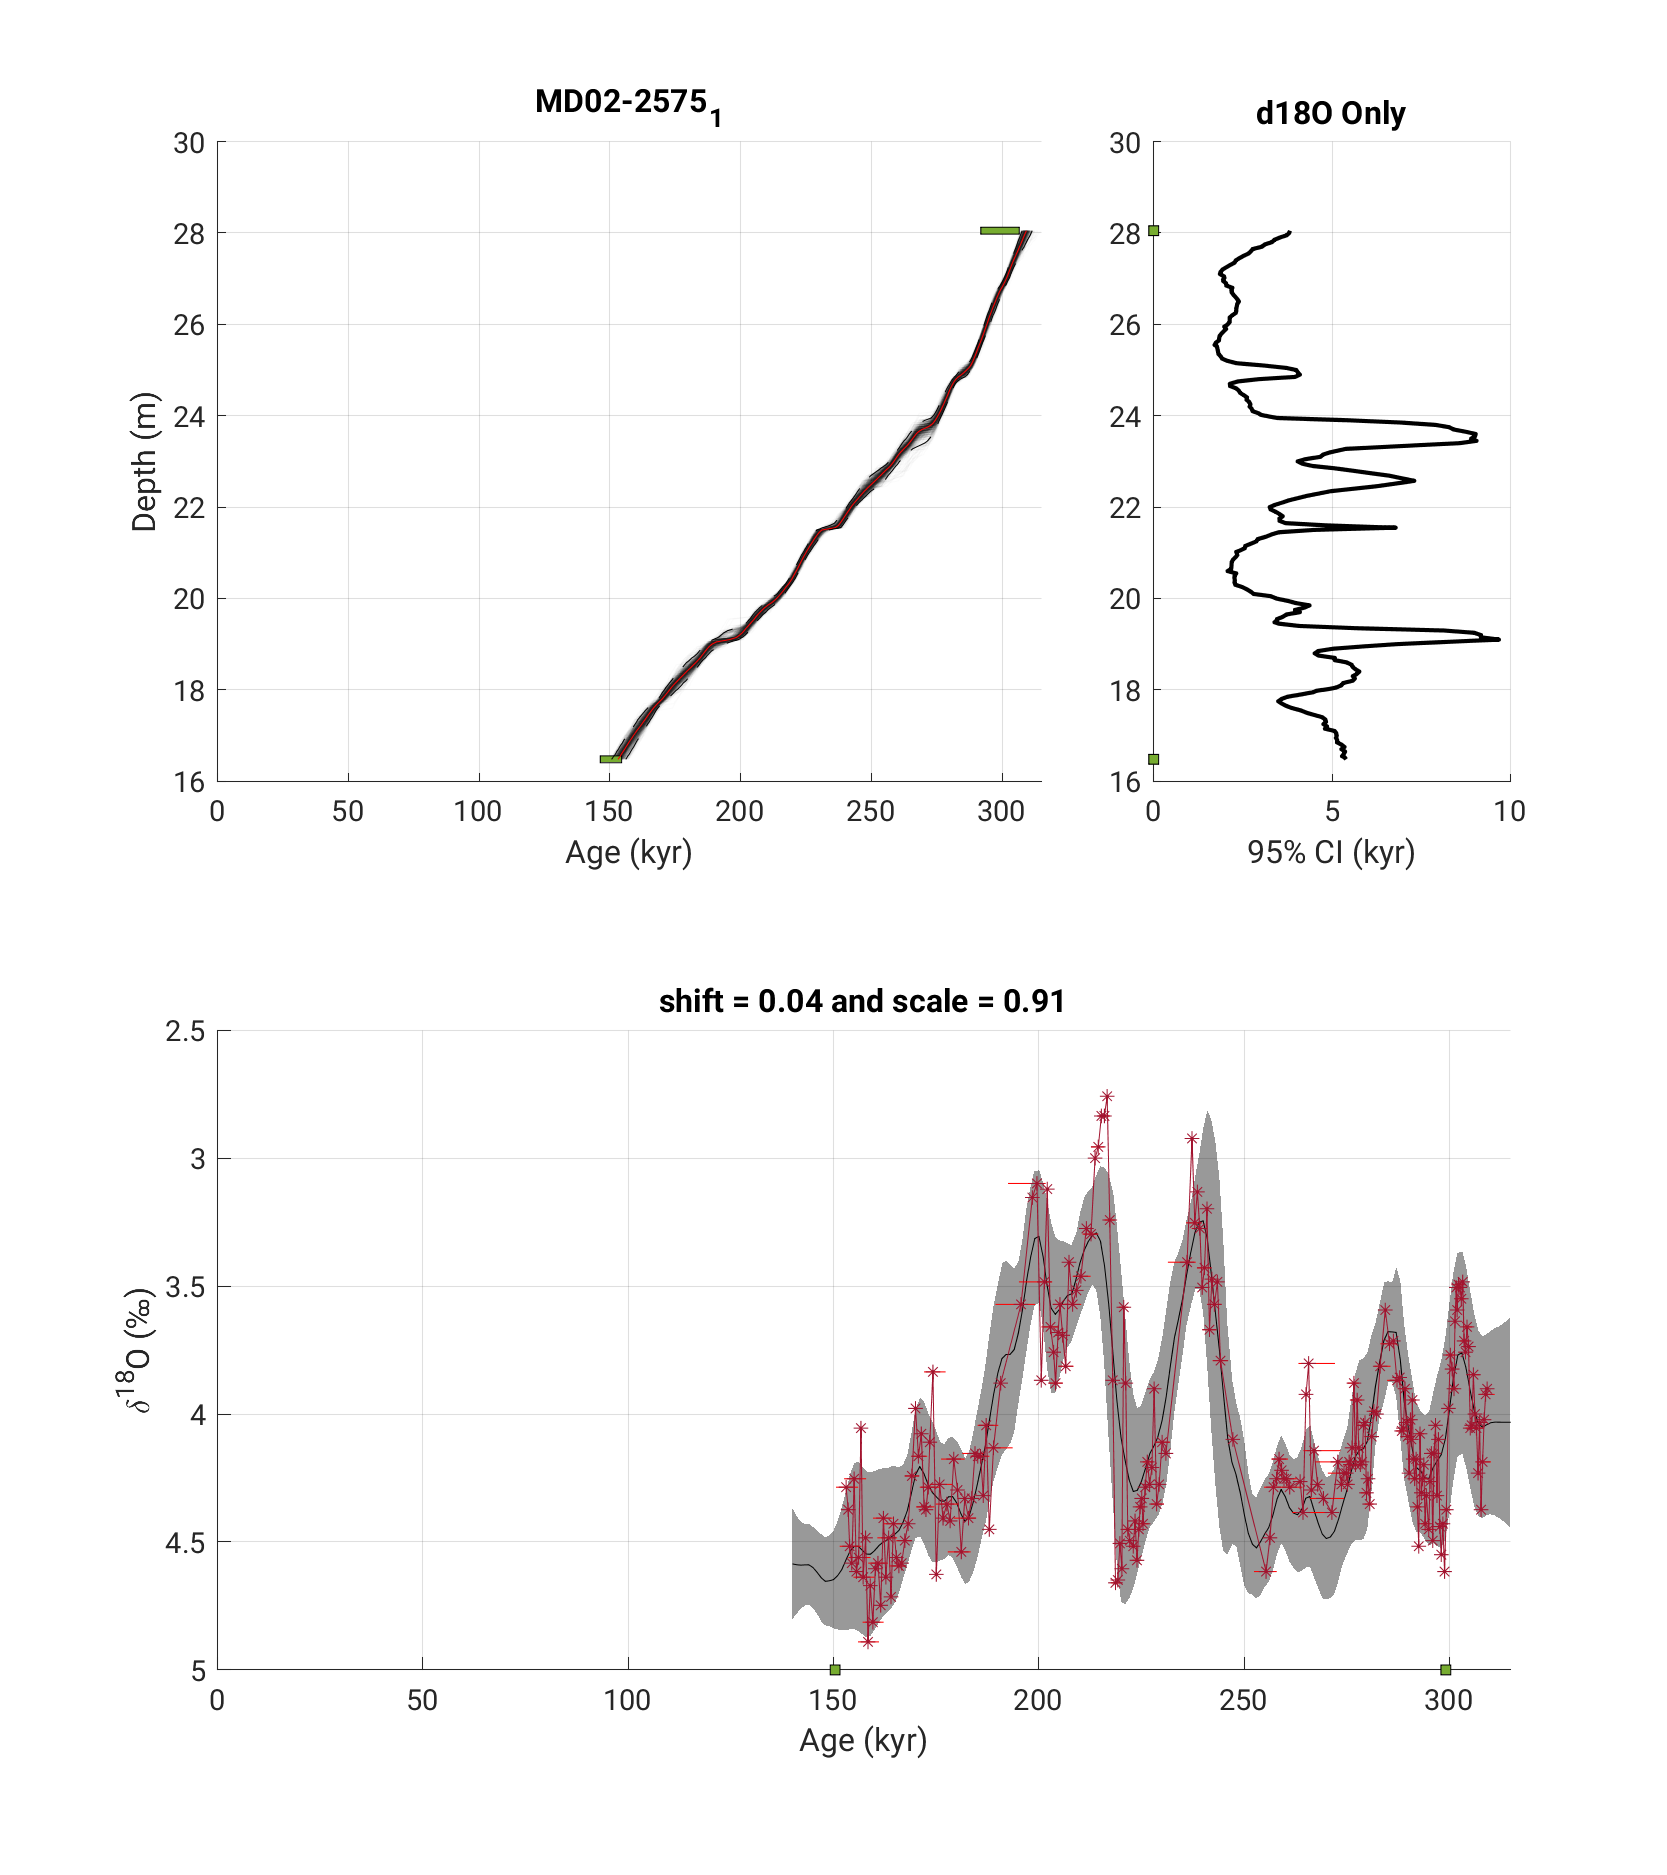 MD02-2575₁
d18O Only
30
28
26
24
22
20
18
16
Depth (m)
0 50 100 150 200 250 300
Age (kyr)
30
28
26
24
22
20
18
16
0 5 10
95% CI (kyr)
shift = 0.04 and scale = 0.91
2.5
3
3.5
4
4.5
5
δ¹⁸O (‰)
0 50 100 150 200 250 300
Age (kyr)